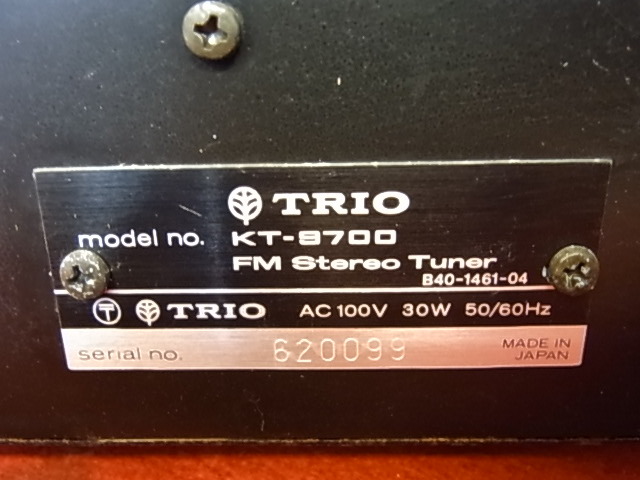 TRIO
model no. KT-9700
FM Stereo Tuner
B40-1461-04
T TRIO AC 100V 30W 50/60Hz
serial no. 620099 MADE IN JAPAN